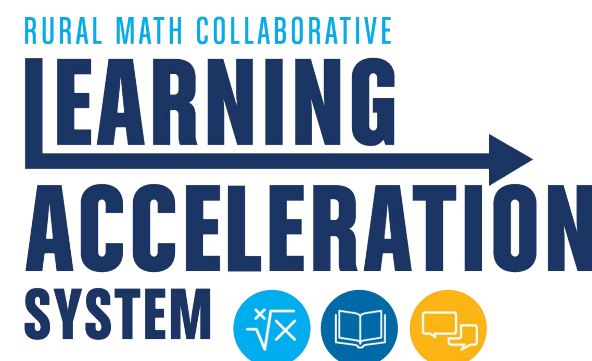 RURAL MATH COLLABORATIVE
LEARNING
ACCELERATION
SYSTEM